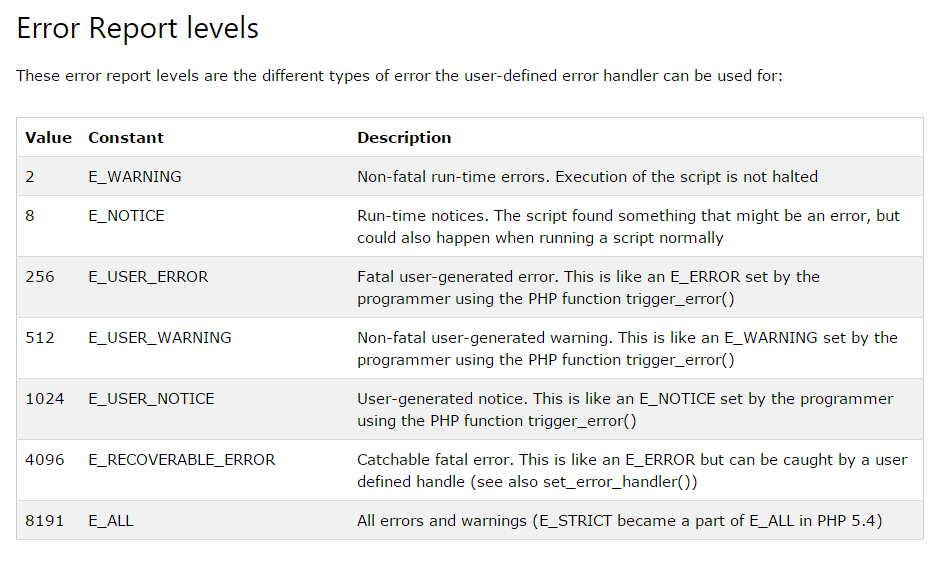 Error Report levels
These error report levels are the different types of error the user-defined error handler can be used for:
Value Constant Description
2 E_WARNING Non-fatal run-time errors. Execution of the script is not halted
8 E_NOTICE Run-time notices. The script found something that might be an error, but
could also happen when running a script normally
256 E_USER_ERROR Fatal user-generated error. This is like an E_ERROR set by the
programmer using the PHP function trigger_error()
512 E_USER_WARNING Non-fatal user-generated warning. This is like an E_WARNING set by the
programmer using the PHP function trigger_error()
1024 E_USER_NOTICE User-generated notice. This is like an E_NOTICE set by the programmer
using the PHP function trigger_error()
4096 E_RECOVERABLE_ERROR Catchable fatal error. This is like an E_ERROR but can be caught by a user
defined handle (see also set_error_handler())
8191 E_ALL All errors and warnings (E_STRICT became a part of E_ALL in PHP 5.4)